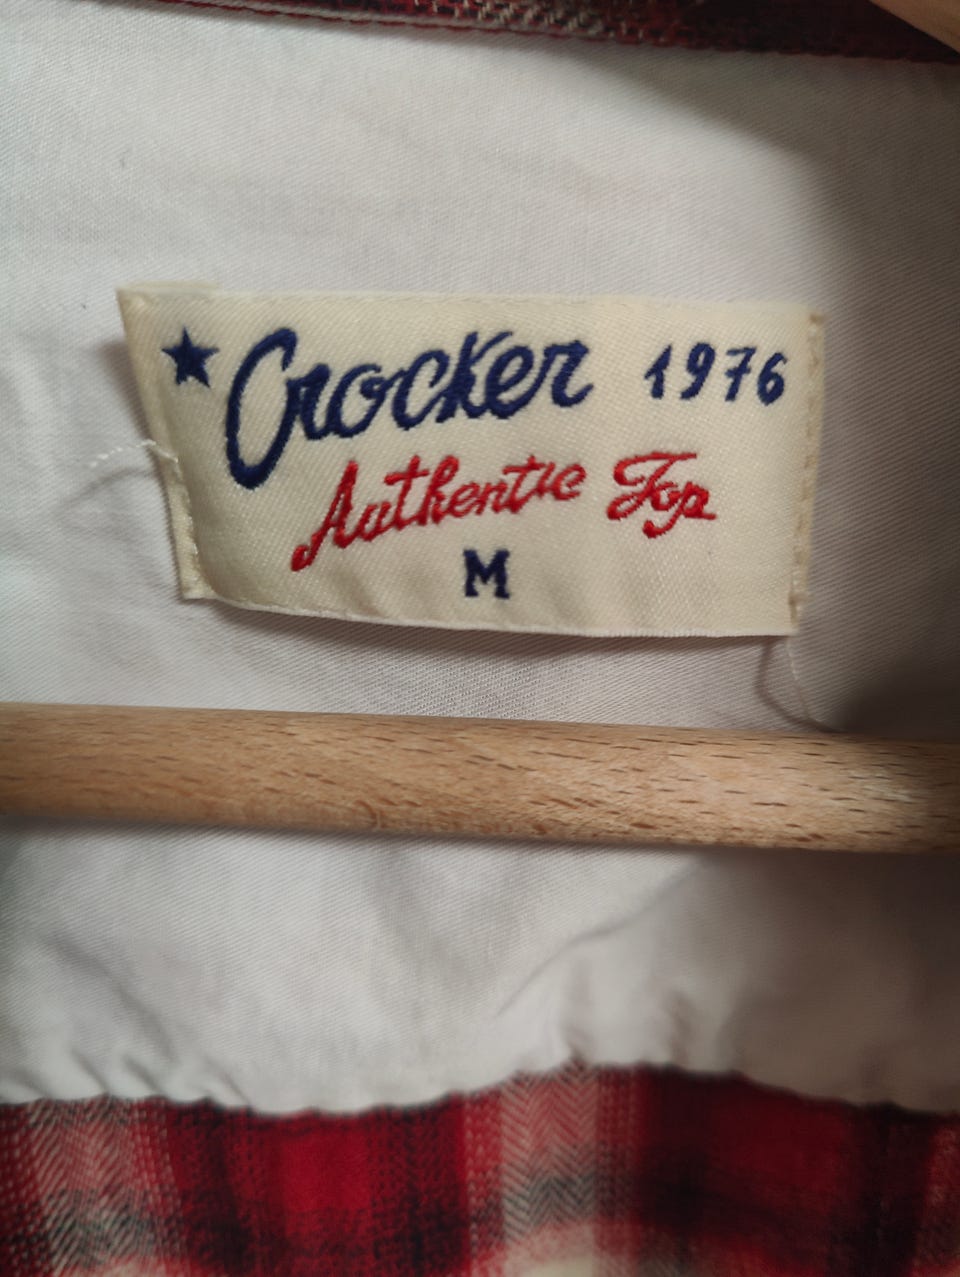 Crocker 1976
Authentic Top
M